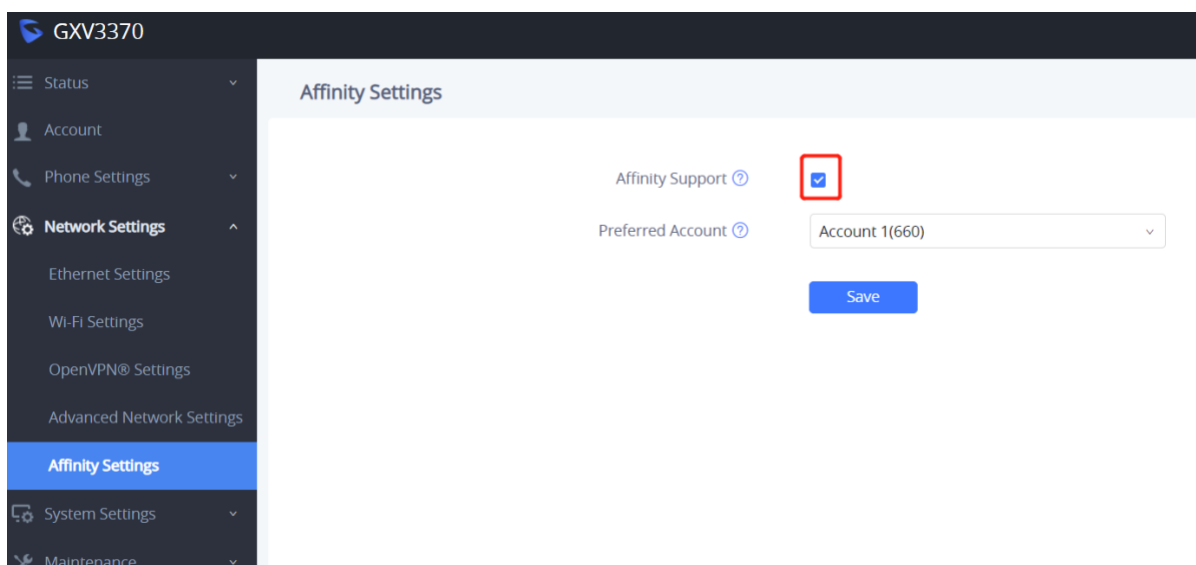 GXV3370
Status
Account
Phone Settings
Network Settings
Ethernet Settings
Wi-Fi Settings
OpenVPN® Settings
Advanced Network Settings
Affinity Settings
System Settings
Maintenance
Affinity Settings
Affinity Support
Preferred Account
Account 1(660)
Save